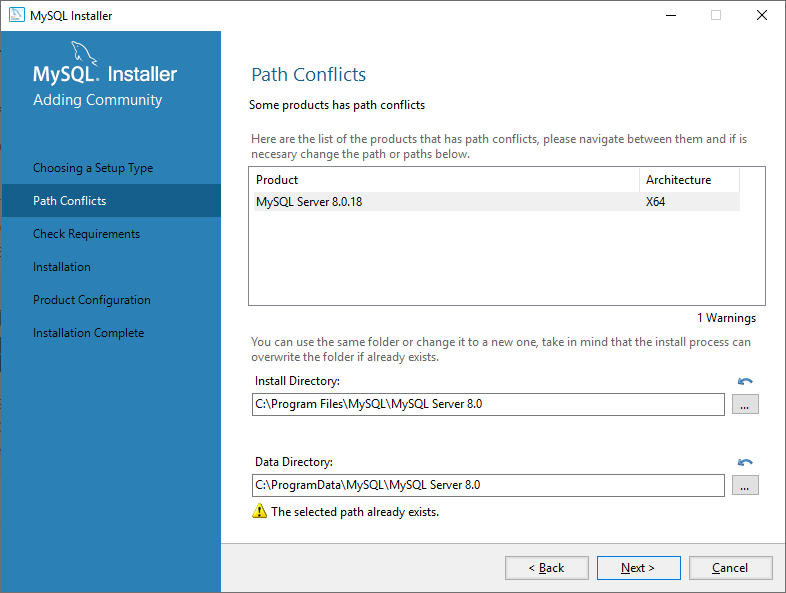 MySQL Installer
MySQL. Installer
Adding Community
Choosing a Setup Type
Path Conflicts
Check Requirements
Installation
Product Configuration
Installation Complete
Path Conflicts
Some products has path conflicts
Here are the list of the products that has path conflicts, please navigate between them and if is
necesary change the path or paths below.
Product Architecture
MySQL Server 8.0.18 X64
1 Warnings
You can use the same folder or change it to a new one, take in mind that the install process can
overwrite the folder if already exists.
Install Directory:
C:\Program Files\MySQL\MySQL Server 8.0
...
Data Directory:
C:\ProgramData\MySQL\MySQL Server 8.0
...
The selected path already exists.
< Back Next > Cancel